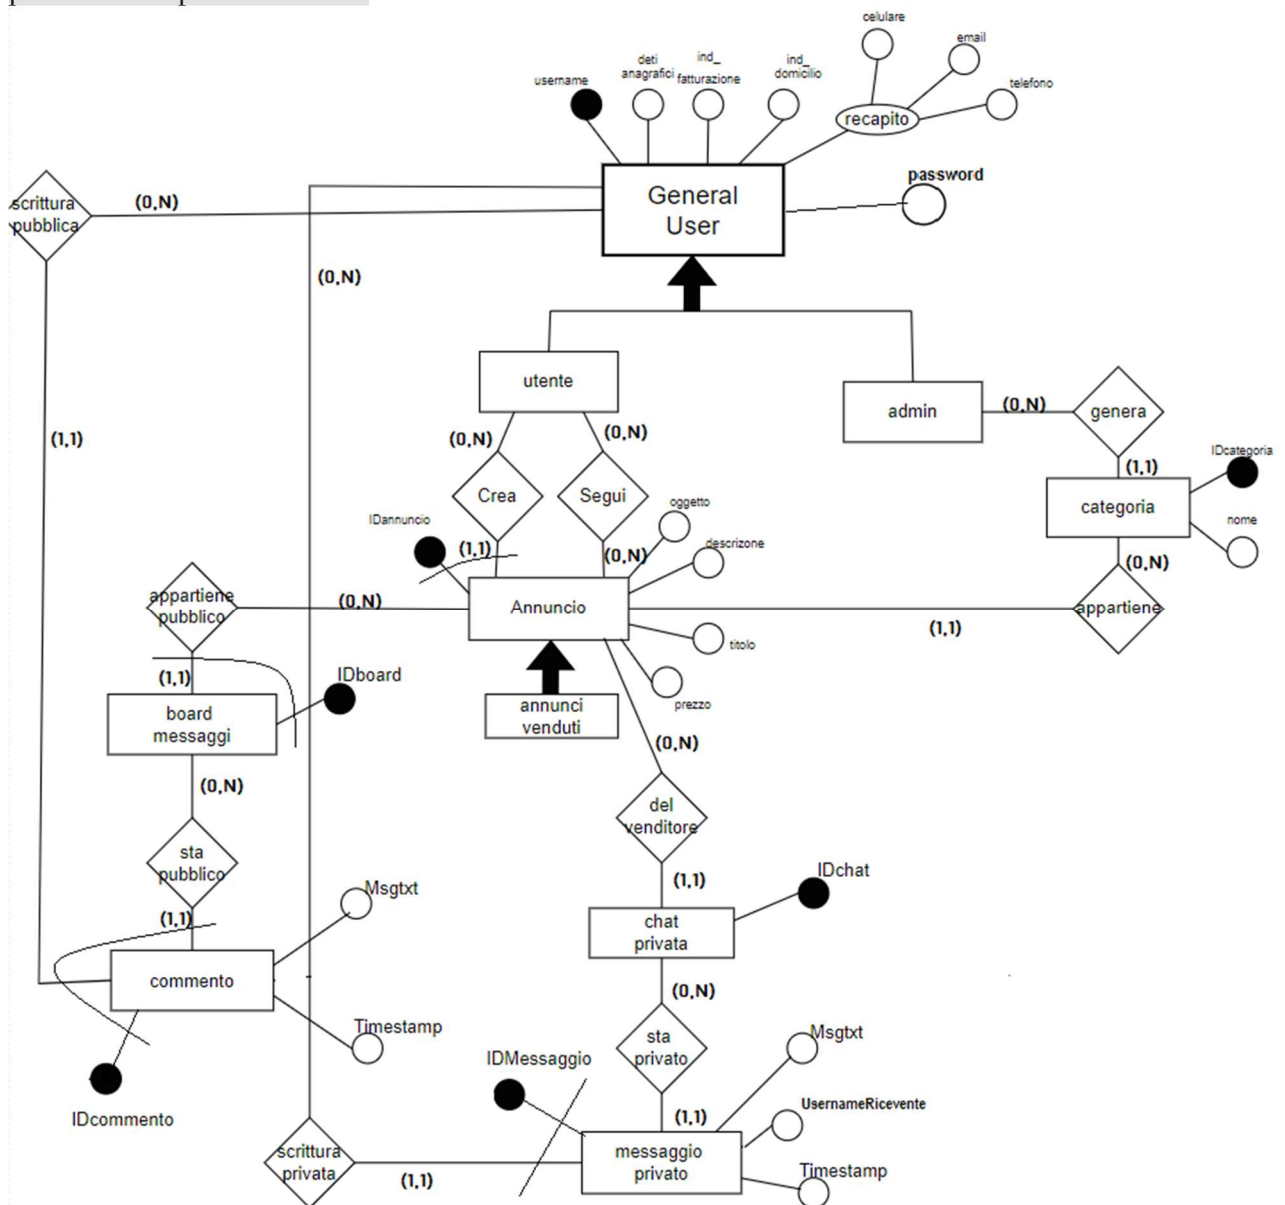 celulare
email
telefono
ind_
fatturazione
ind_
domicilio
deti
anagrafici
username
recapito
password
General
User
scrittura
pubblica
(0,N)
(0,N)
utente
admin
(0,N)
genera
(0,N)
(0,N)
(1,1)
(1,1)
IDcategoria
Crea
Segui
categoria
oggetto
IDannuncio
nome
(1,1)
(0,N)
descrizone
(0,N)
appartiene
pubblico
(0,N)
Annuncio
appartiene
(1,1)
titolo
(1,1)
IDboard
prezzo
board
messaggi
annunci
venduti
(0,N)
(0,N)
del
venditore
sta
pubblico
(1,1)
IDchat
Msgtxt
(1,1)
chat
privata
commento
(0,N)
Timestamp
sta
privato
Msgtxt
IDMessaggio
IDcommento
UsernameRicevente
(1,1)
scrittura
privata
(1,1)
messaggio
privato
Timestamp